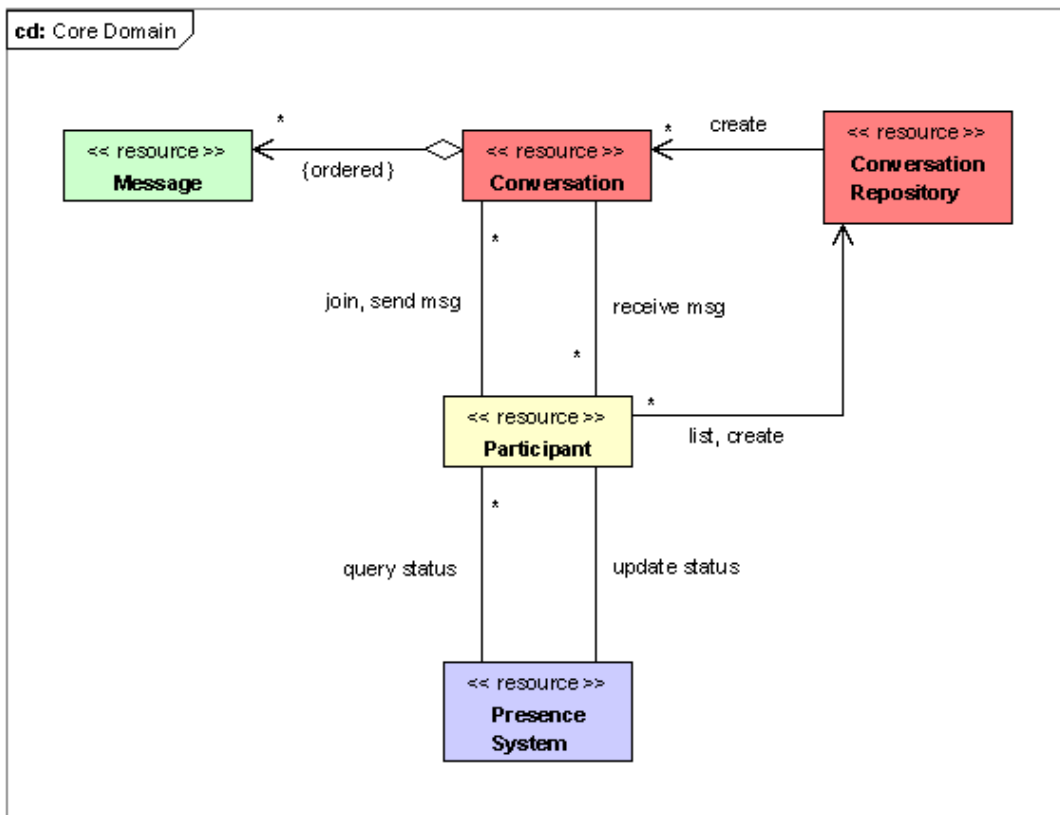 cd: Core Domain
*
{ordered}
<< resource >>
Message
<< resource >>
Conversation
*
create
<< resource >>
Conversation
Repository
*
join, send msg
receive msg
*
<< resource >>
Participant
*
list, create
*
query status
update status
<< resource >>
Presence
System